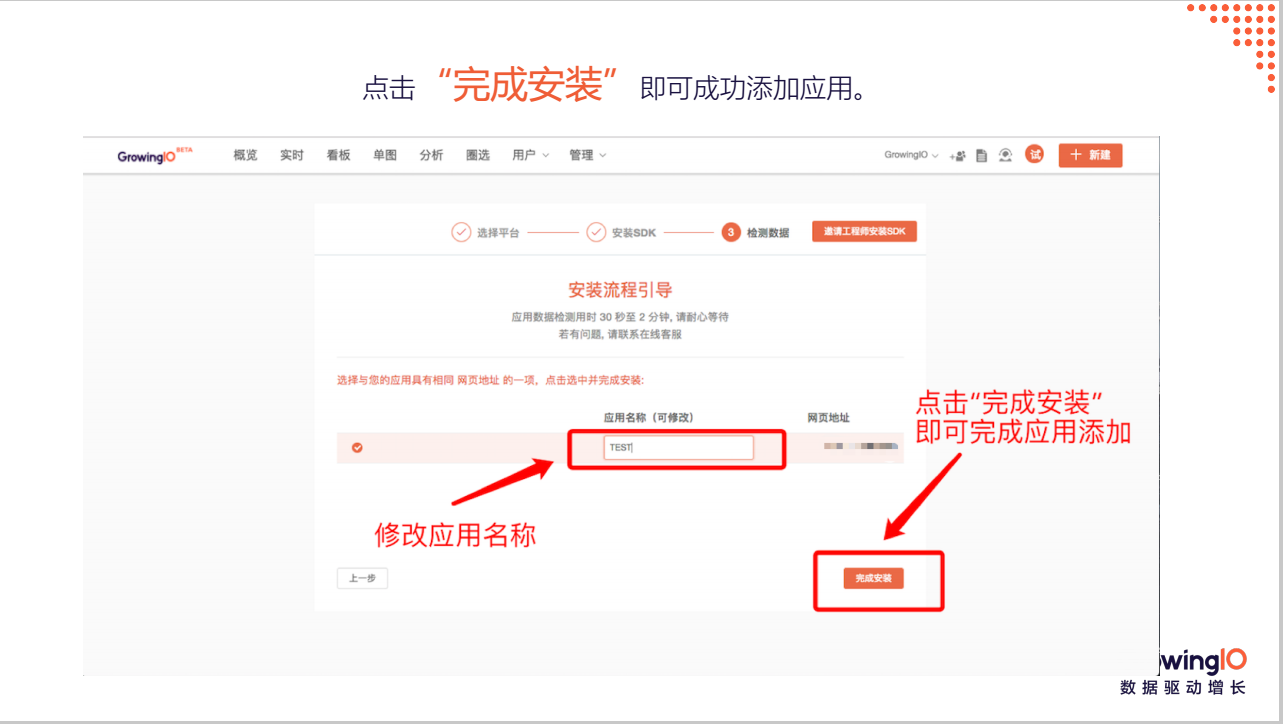 点击 “完成安装” 即可成功添加应用。
GrowingIO BETA 概览 实时 看板 单图 分析 圈选 用户 管理 GrowingIO 试 + 新建
选择平台 安装SDK 3 检测数据 邀请工程师安装SDK
安装流程引导
应用数据检测用时 30 秒至 2 分钟, 请耐心等待
若有问题, 请联系在线客服
选择与您的应用具有相同 网页地址 的一项，点击选中并完成安装:
应用名称（可修改） 网页地址
TEST
点击“完成安装”
即可完成应用添加
修改应用名称
上一步 完成安装
wingIO
数据驱动增长